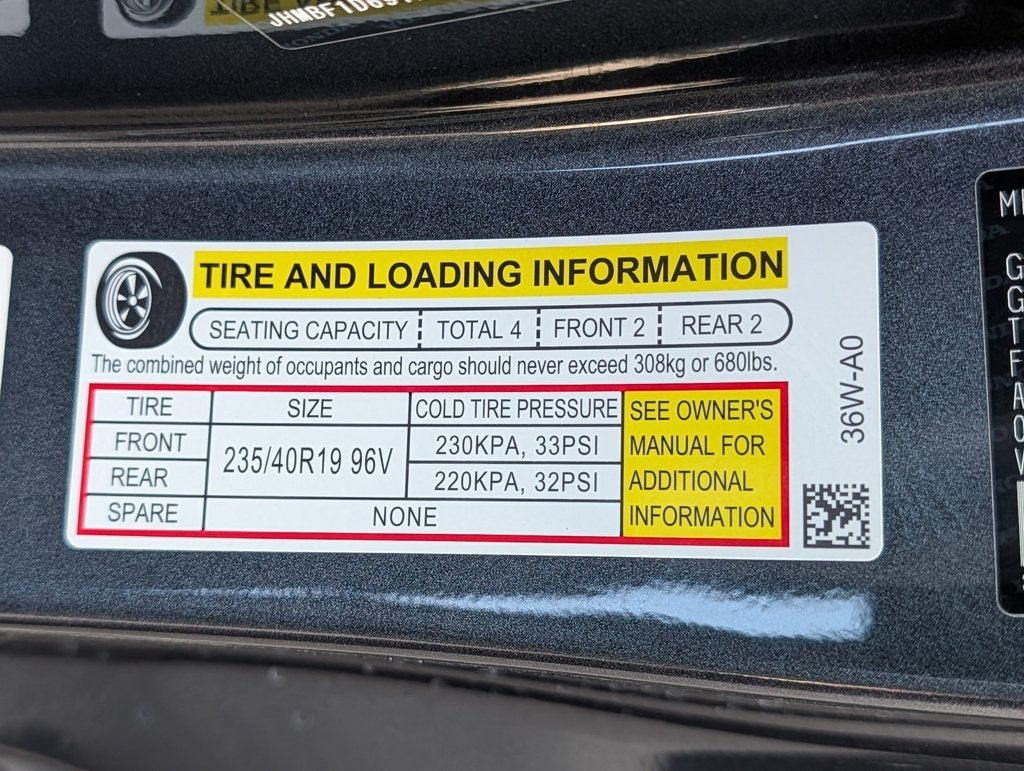 TIRE AND LOADING INFORMATION
SEATING CAPACITY TOTAL 4 FRONT 2 REAR 2
The combined weight of occupants and cargo should never exceed 308kg or 680lbs.
TIRE SIZE COLD TIRE PRESSURE
FRONT 235/40R19 96V 230KPA, 33PSI
REAR 220KPA, 32PSI
SPARE NONE
SEE OWNER'S
MANUAL FOR
ADDITIONAL
INFORMATION
36W-A0